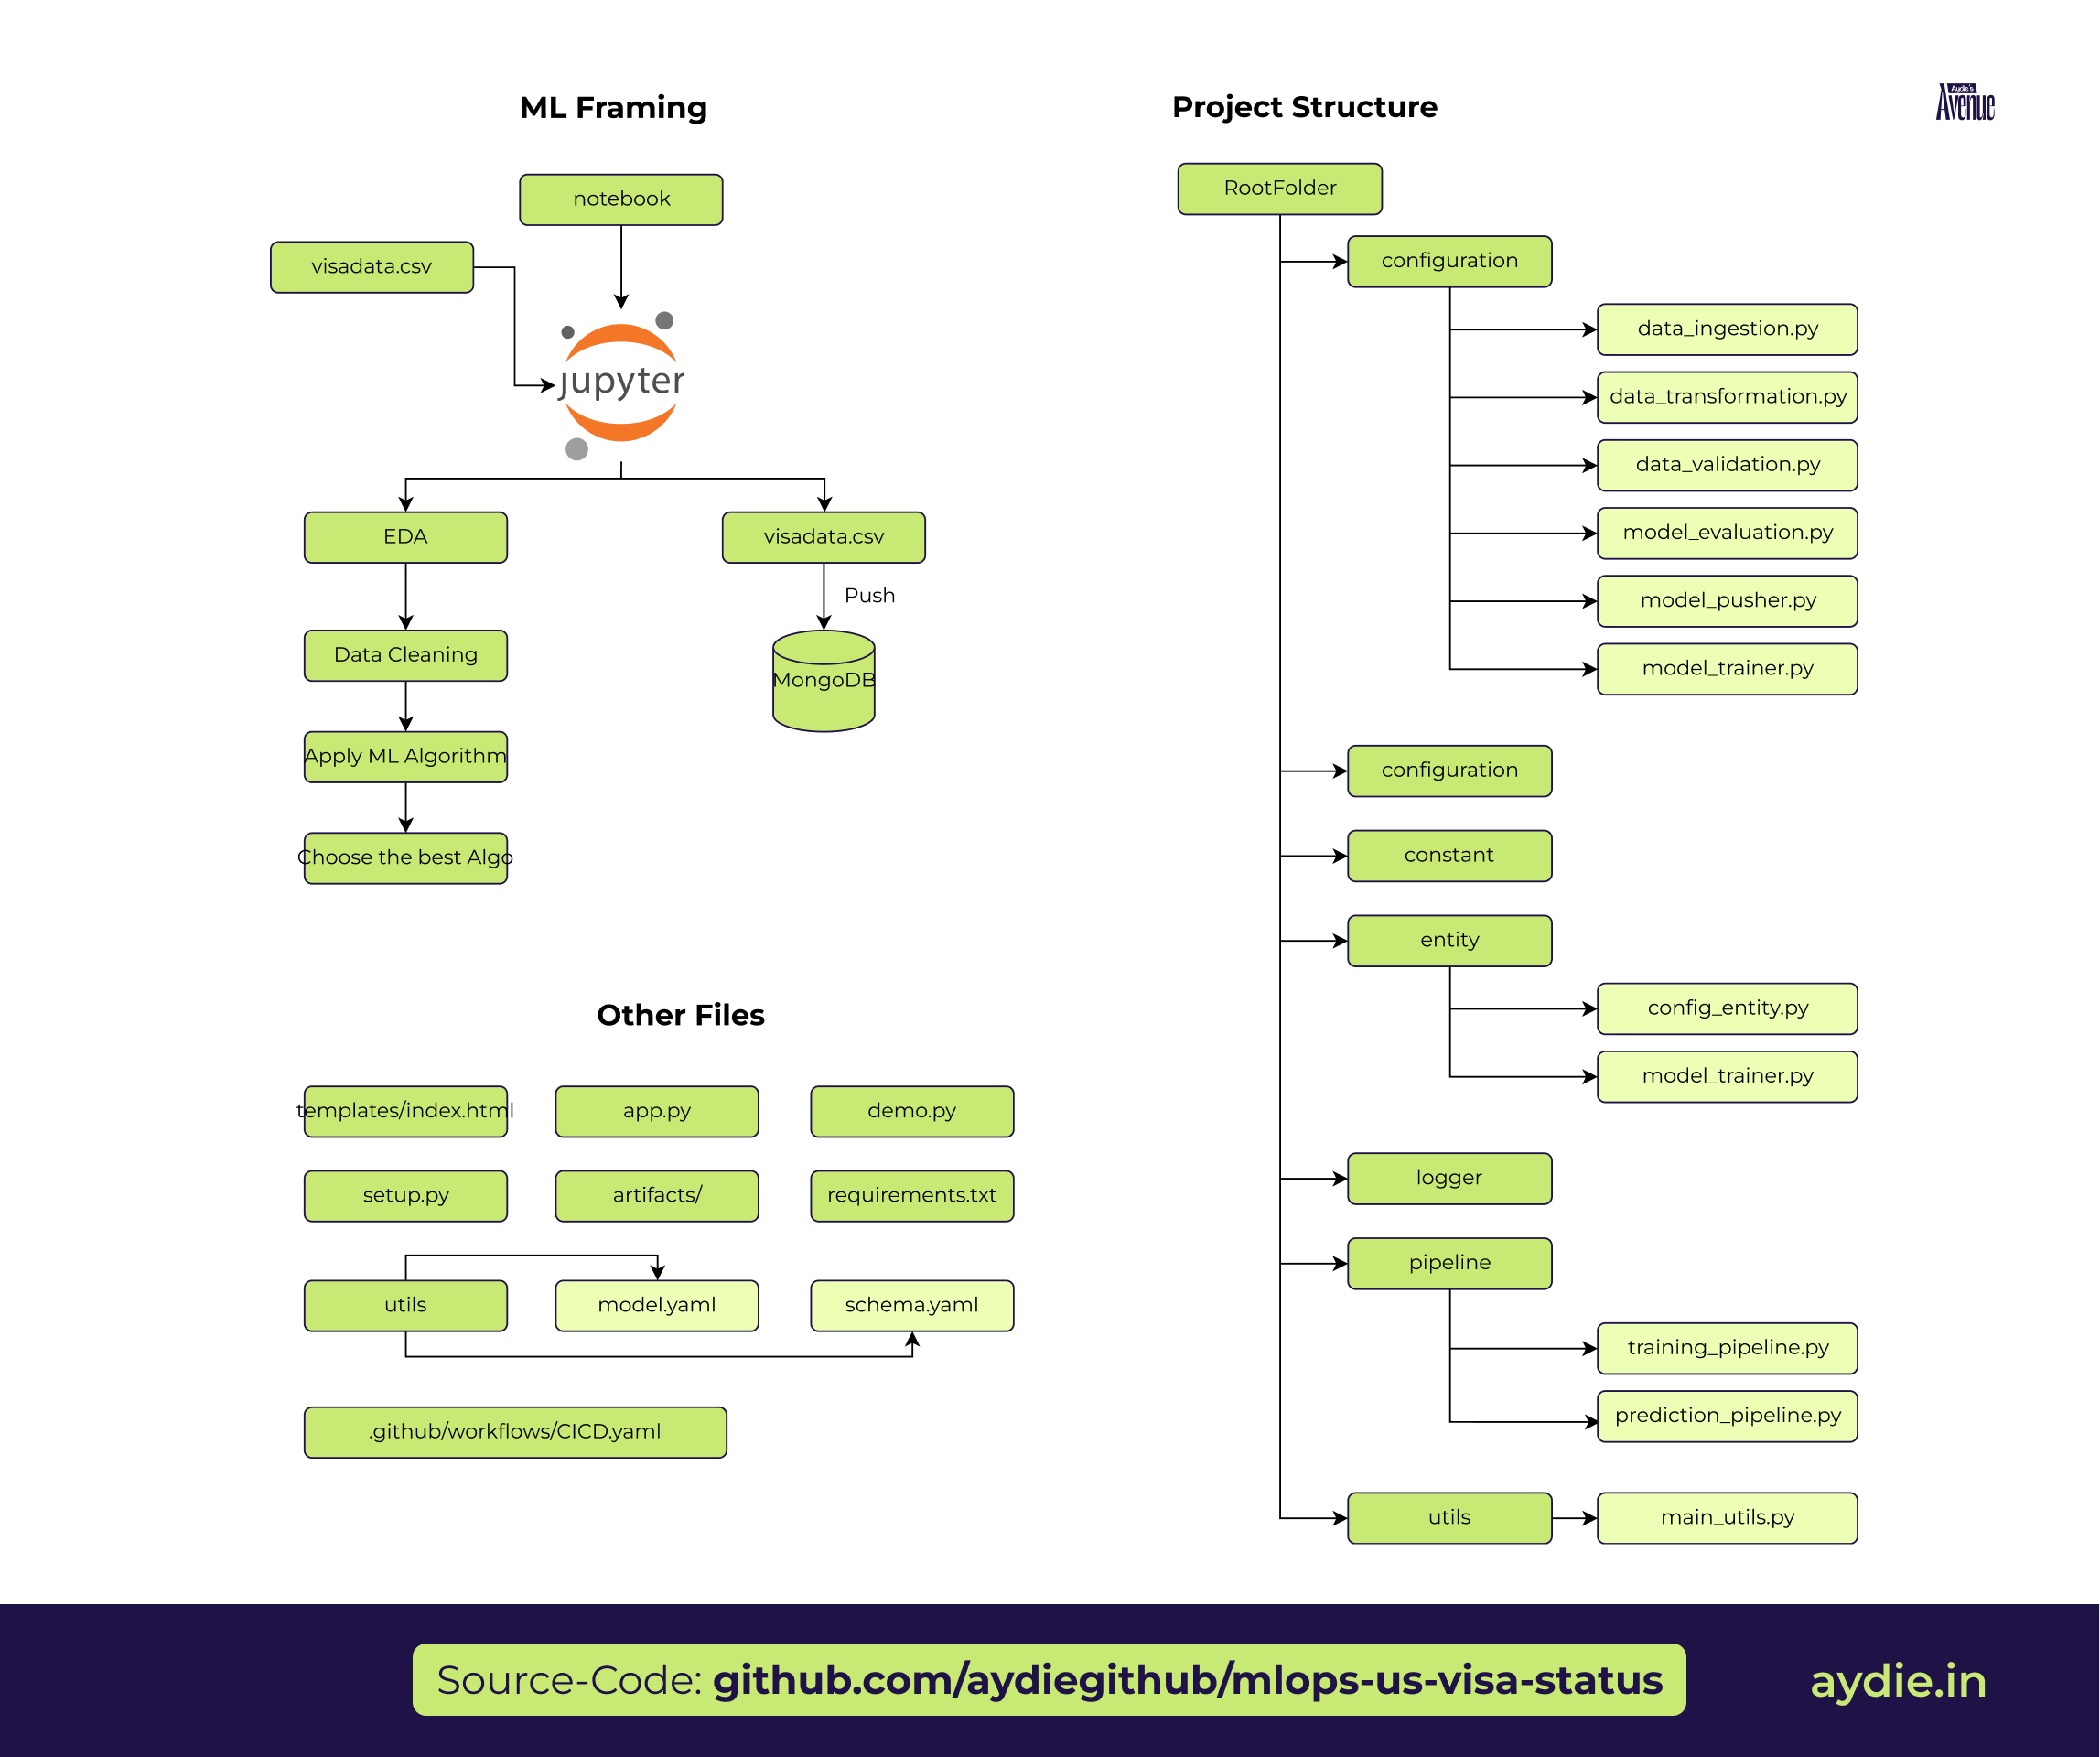 ML Framing
notebook
visadata.csv
jupyter
EDA
visadata.csv
Push
Data Cleaning
MongoDB
Apply ML Algorithm
Choose the best Algo
Other Files
templates/index.html
app.py
demo.py
setup.py
artifacts/
requirements.txt
utils
model.yaml
schema.yaml
.github/workflows/CICD.yaml
Project Structure
Aydie's
Avenue
RootFolder
configuration
data_ingestion.py
data_transformation.py
data_validation.py
model_evaluation.py
model_pusher.py
model_trainer.py
configuration
constant
entity
config_entity.py
model_trainer.py
logger
pipeline
training_pipeline.py
prediction_pipeline.py
utils
main_utils.py
Source-Code: github.com/aydiegithub/mlops-us-visa-status
aydie.in